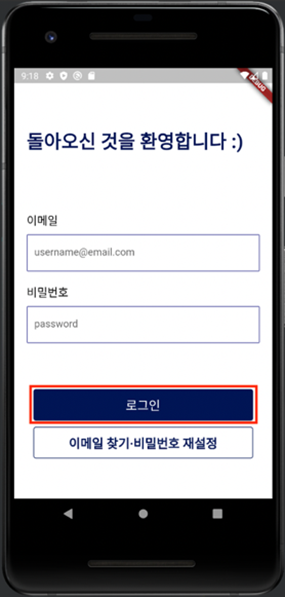 9:18
DEBUG
돌아오신 것을 환영합니다 :)
이메일
username@email.com
비밀번호
password
로그인
이메일 찾기·비밀번호 재설정